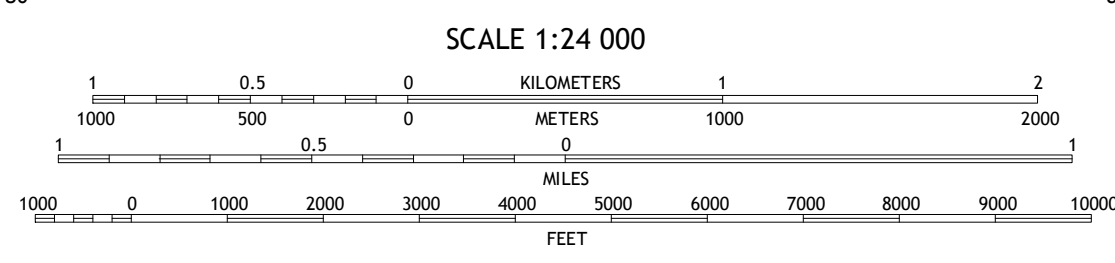 SCALE 1:24 000
1 0.5 0 KILOMETERS 1 2
1000 500 0 METERS 1000 2000
1 0.5 0 1
MILES
1000 0 1000 2000 3000 4000 5000 6000 7000 8000 9000 10000
FEET